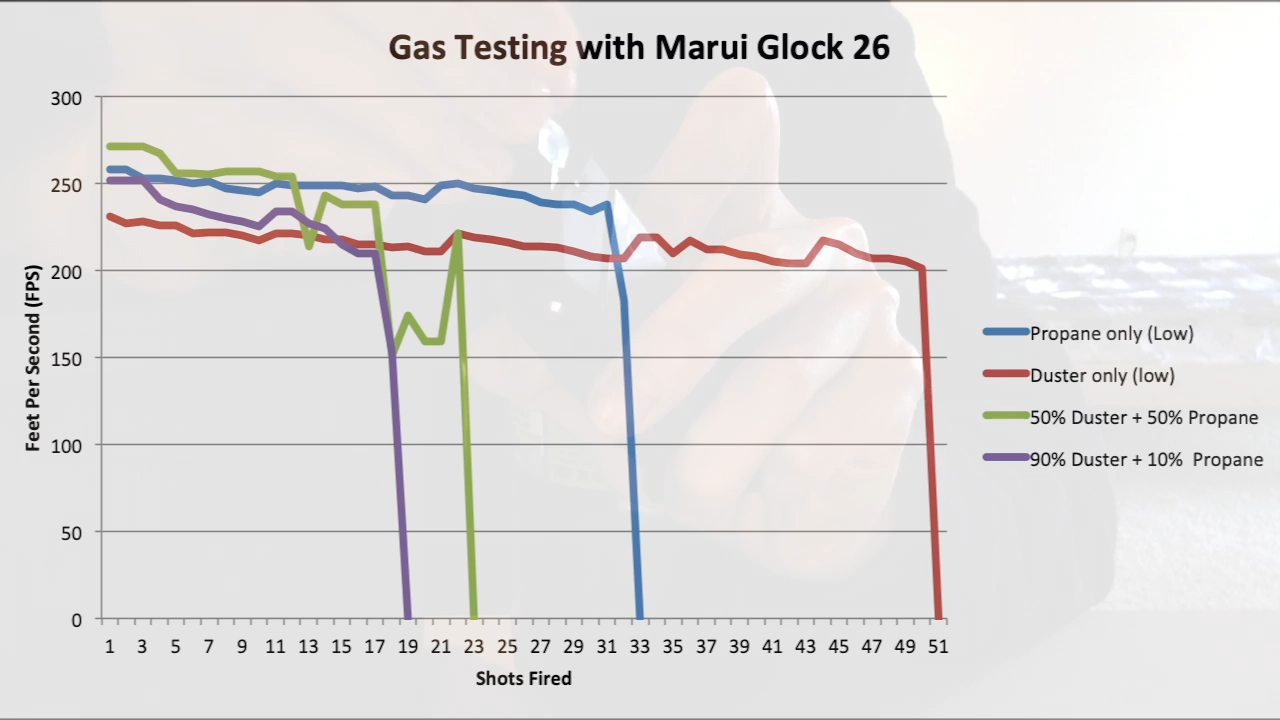 Gas Testing with Marui Glock 26
300
250
200
150
100
50
0
Feet Per Second (FPS)
1 3 5 7 9 11 13 15 17 19 21 23 25 27 29 31 33 35 37 39 41 43 45 47 49 51
Shots Fired
Propane only (Low)
Duster only (low)
50% Duster + 50% Propane
90% Duster + 10%  Propane